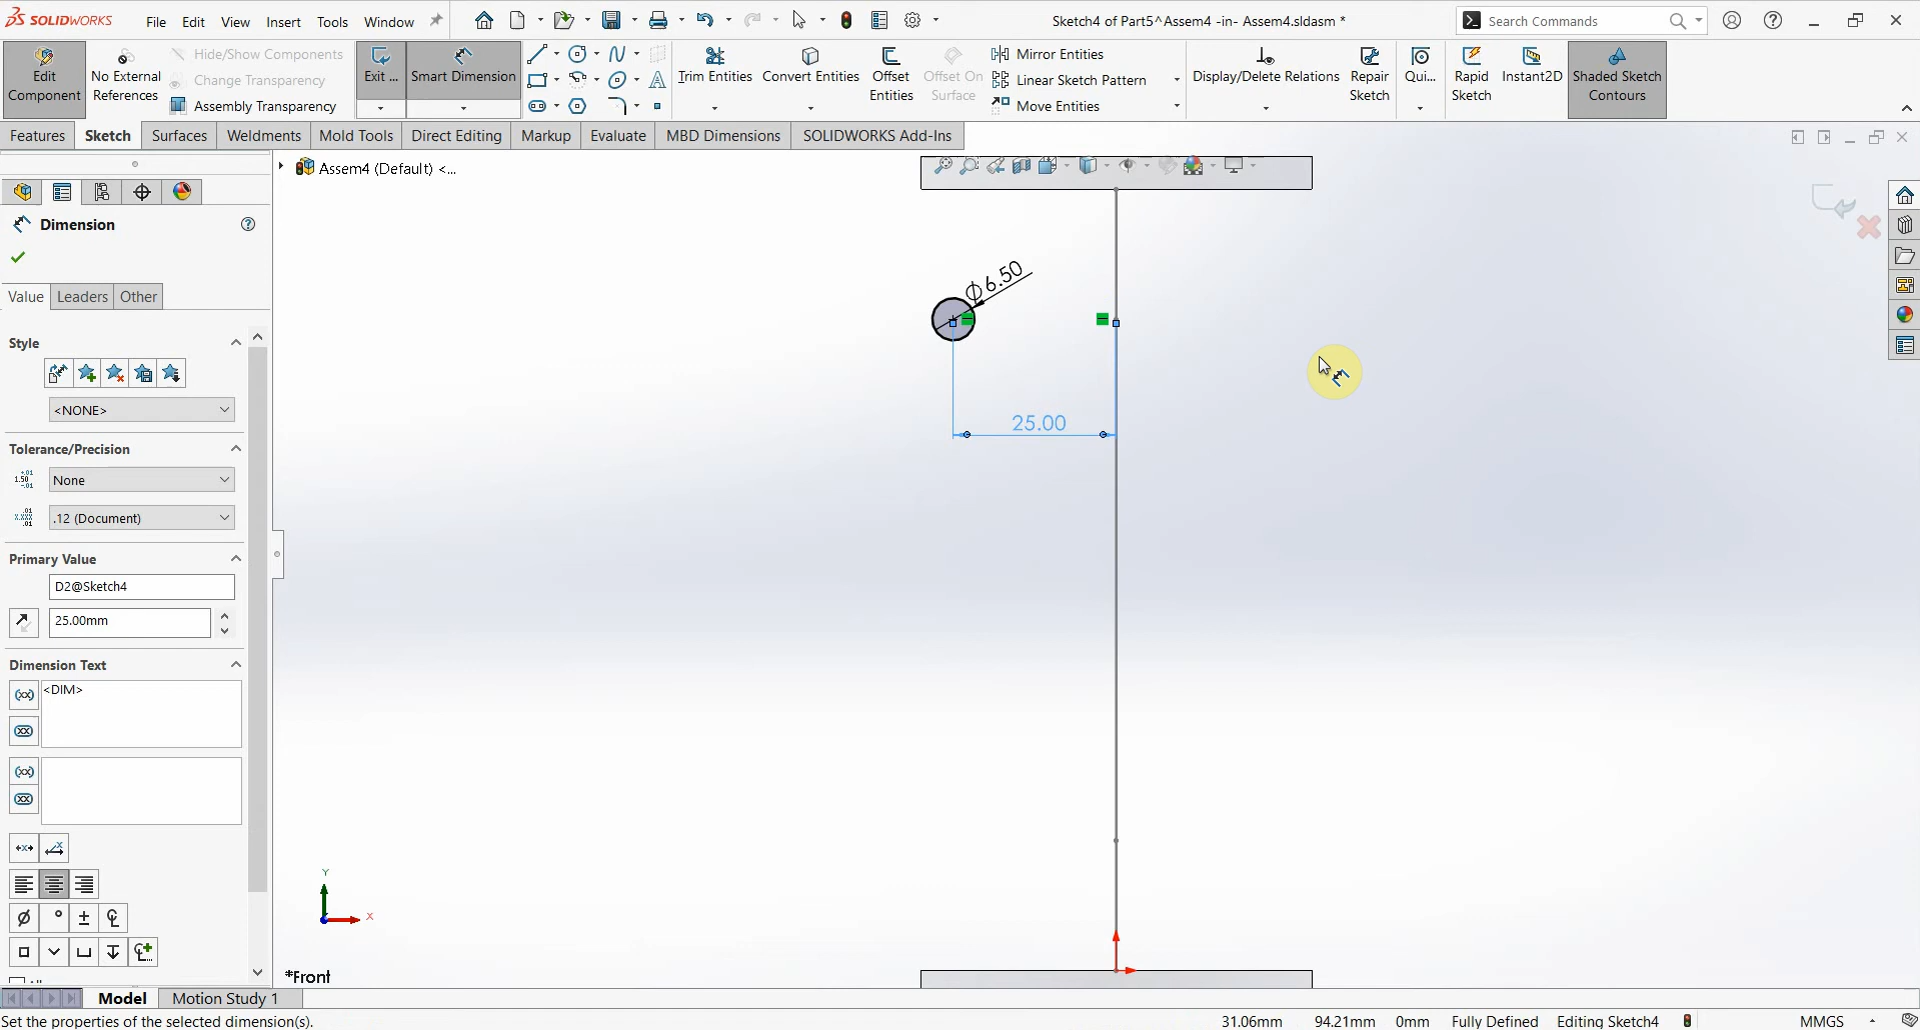 SOLIDWORKS File Edit View Insert Tools Window Sketch4 of Part5^Assem4 -in- Assem4.sldasm * Search Commands
Edit Component
No External References
Hide/Show Components
Change Transparency
Assembly Transparency
Exit ...
Smart Dimension
Trim Entities
Convert Entities
Offset Entities
Offset On Surface
Mirror Entities
Linear Sketch Pattern
Move Entities
Display/Delete Relations
Repair Sketch
Qui...
Rapid Sketch
Instant2D
Shaded Sketch Contours
Features Sketch Surfaces Weldments Mold Tools Direct Editing Markup Evaluate MBD Dimensions SOLIDWORKS Add-Ins
Assem4 (Default) <...
Dimension
Value Leaders Other
Style
<NONE>
Tolerance/Precision
None
.12 (Document)
Primary Value
D2@Sketch4
25.00mm
Dimension Text
<DIM>
Φ6.50
25.00
Y
X
*Front
Model Motion Study 1
Set the properties of the selected dimension(s). 31.06mm 94.21mm 0mm Fully Defined Editing Sketch4 MMGS